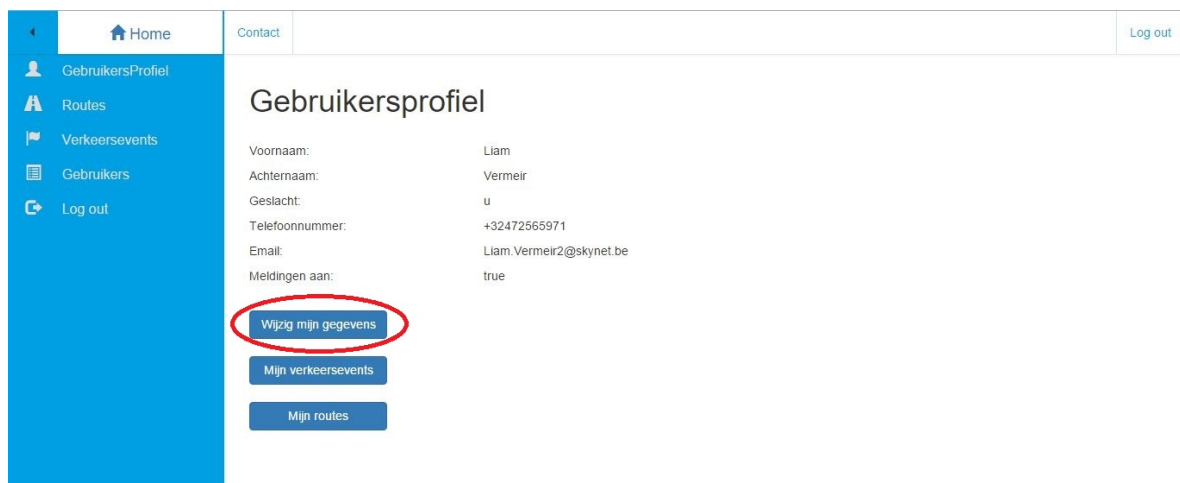 Home
Contact
Log out
GebruikersProfiel
Routes
Verkeersevents
Gebruikers
Log out
Gebruikersprofiel
Voornaam: Liam
Achternaam: Vermeir
Geslacht: u
Telefoonnummer: +32472565971
Email: Liam.Vermeir2@skynet.be
Meldingen aan: true
Wijzig mijn gegevens
Mijn verkeersevents
Mijn routes